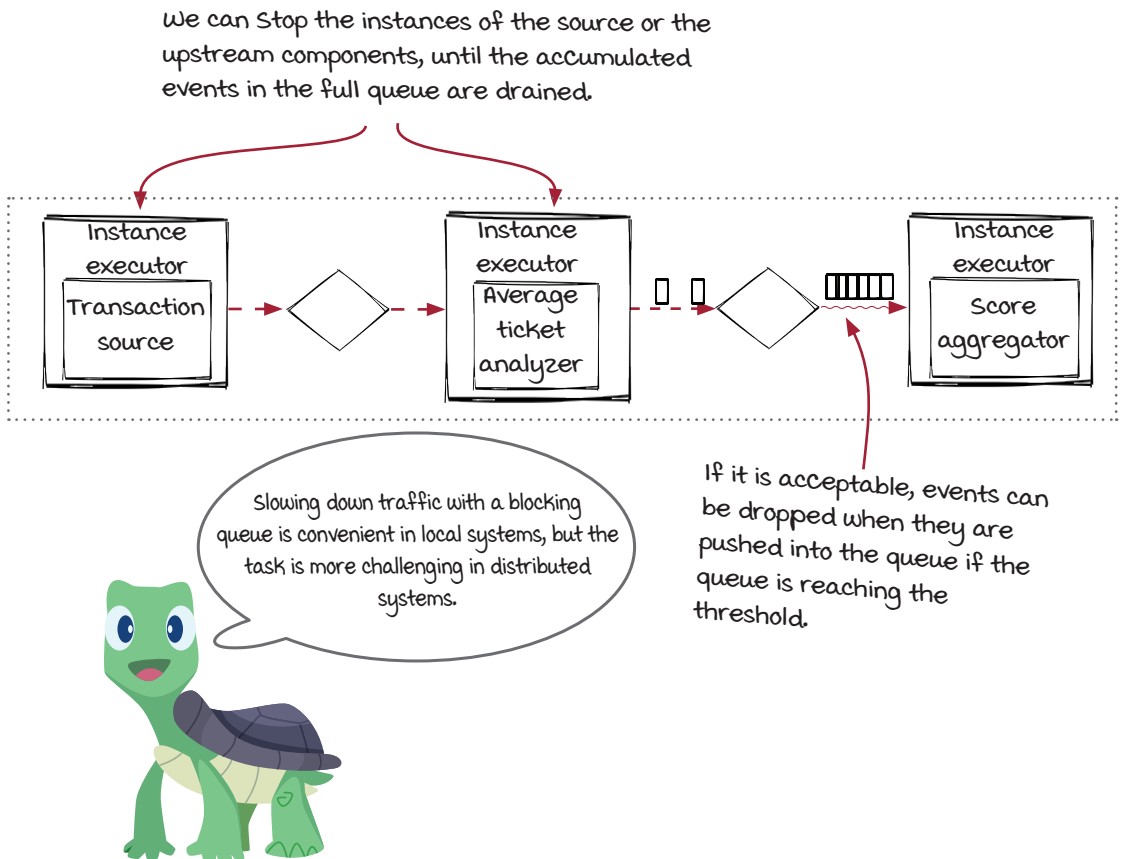 We can Stop the instances of the source or the
upstream components, until the accumulated
events in the full queue are drained.
Instance
executor
Transaction
source
Instance
executor
Average
ticket
analyzer
Instance
executor
Score
aggregator
Slowing down traffic with a blocking
queue is convenient in local systems, but the
task is more challenging in distributed
systems.
If it is acceptable, events can
be dropped when they are
pushed into the queue if the
queue is reaching the
threshold.